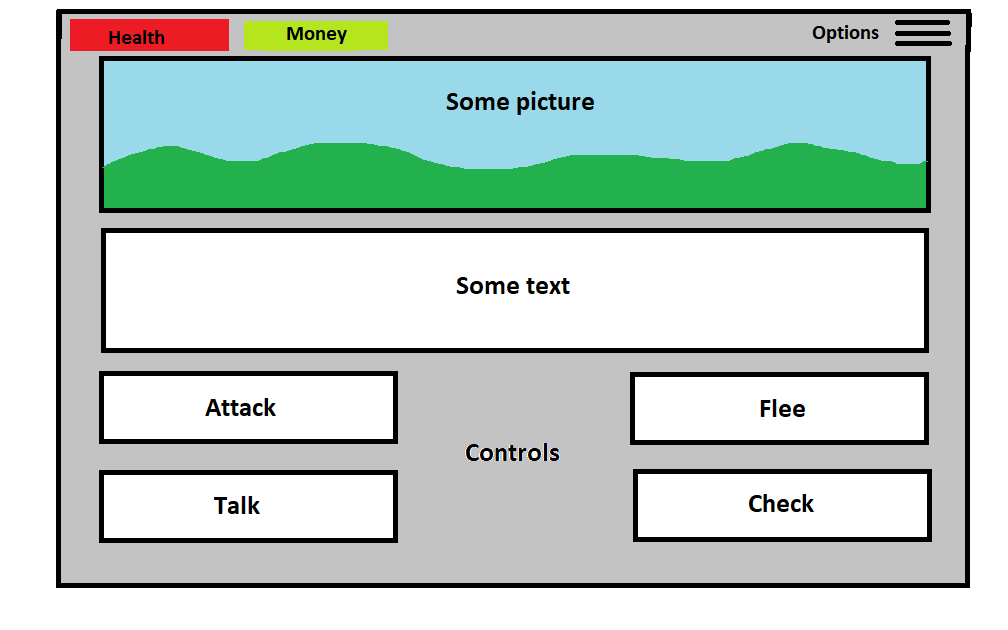 Health
Money
Options
Some picture
Some text
Attack
Flee
Controls
Talk
Check